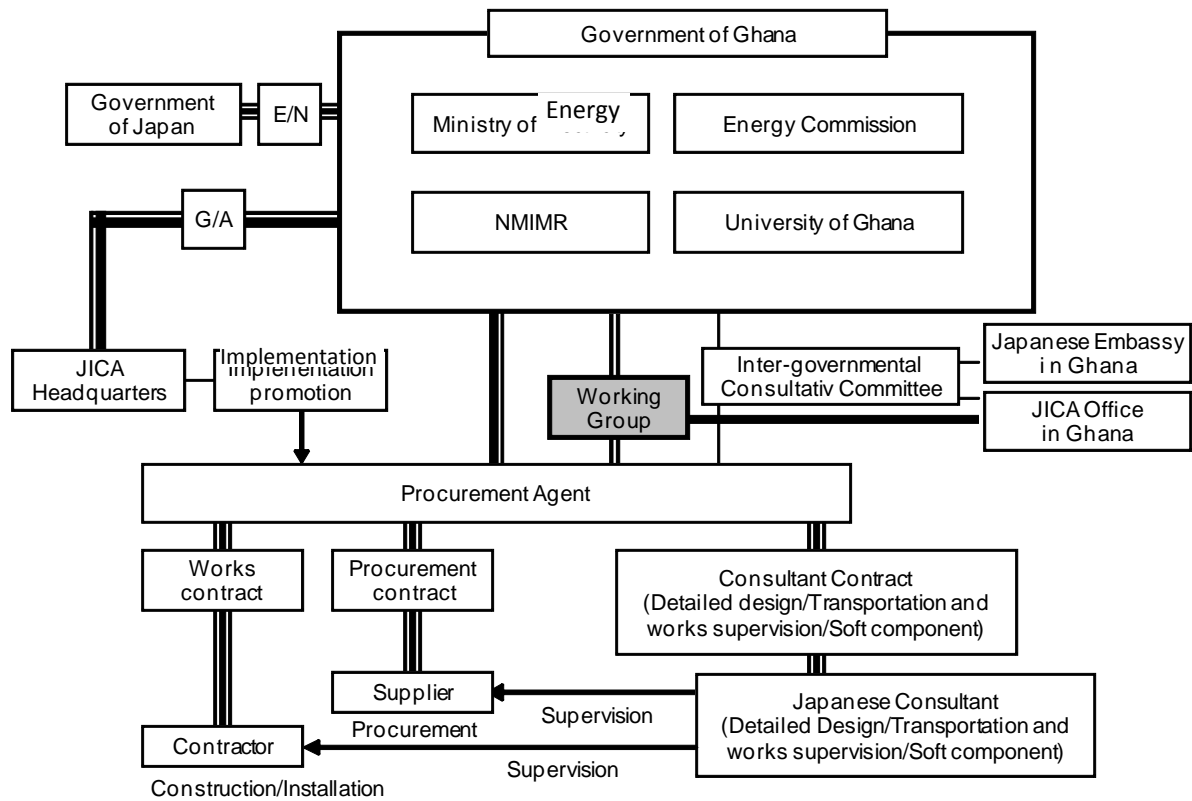 Government of Ghana
Government
of Japan
E/N
Ministry of
Energy
Energy Commission
G/A
NMIMR
University of Ghana
JICA
Headquarters
Implementation
Implementation
promotion
Inter-governmental
Consultativ Committee
Japanese Embassy
in Ghana
Working
Group
JICA Office
in Ghana
Procurement Agent
Works
contract
Procurement
contract
Consultant Contract
(Detailed design/Transportation and
works supervision/Soft component)
Supplier
Procurement
Supervision
Japanese Consultant
(Detailed Design/Transportation and
works supervision/Soft component)
Contractor
Supervision
Construction/Installation